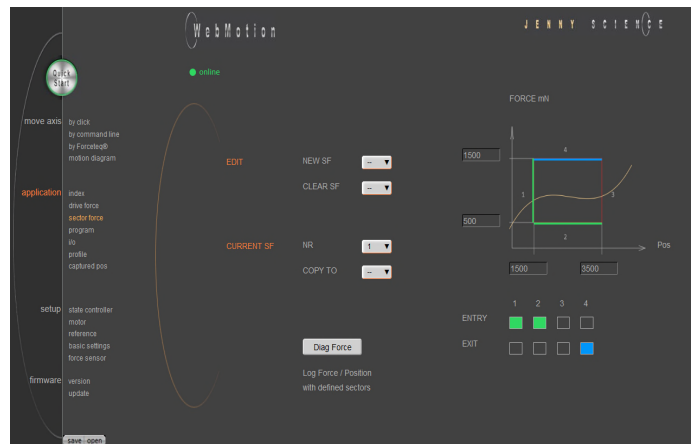 WebMotion
JENNY SCIENCE
Quick
Start
online
FORCE mN
move axis
by click
by command line
by Forceteq®
motion diagram
EDIT
NEW SF
--
CLEAR SF
--
1500
500
4
1
3
2
Pos
1500
3500
application
index
drive force
sector force
program
i/o
profile
captured pos
CURRENT SF
NR
1
COPY TO
--
1 2 3 4
ENTRY
EXIT
setup
state controller
motor
reference
basic settings
force sensor
Diag Force
Log Force / Position
with defined sectors
firmware
version
update
save open